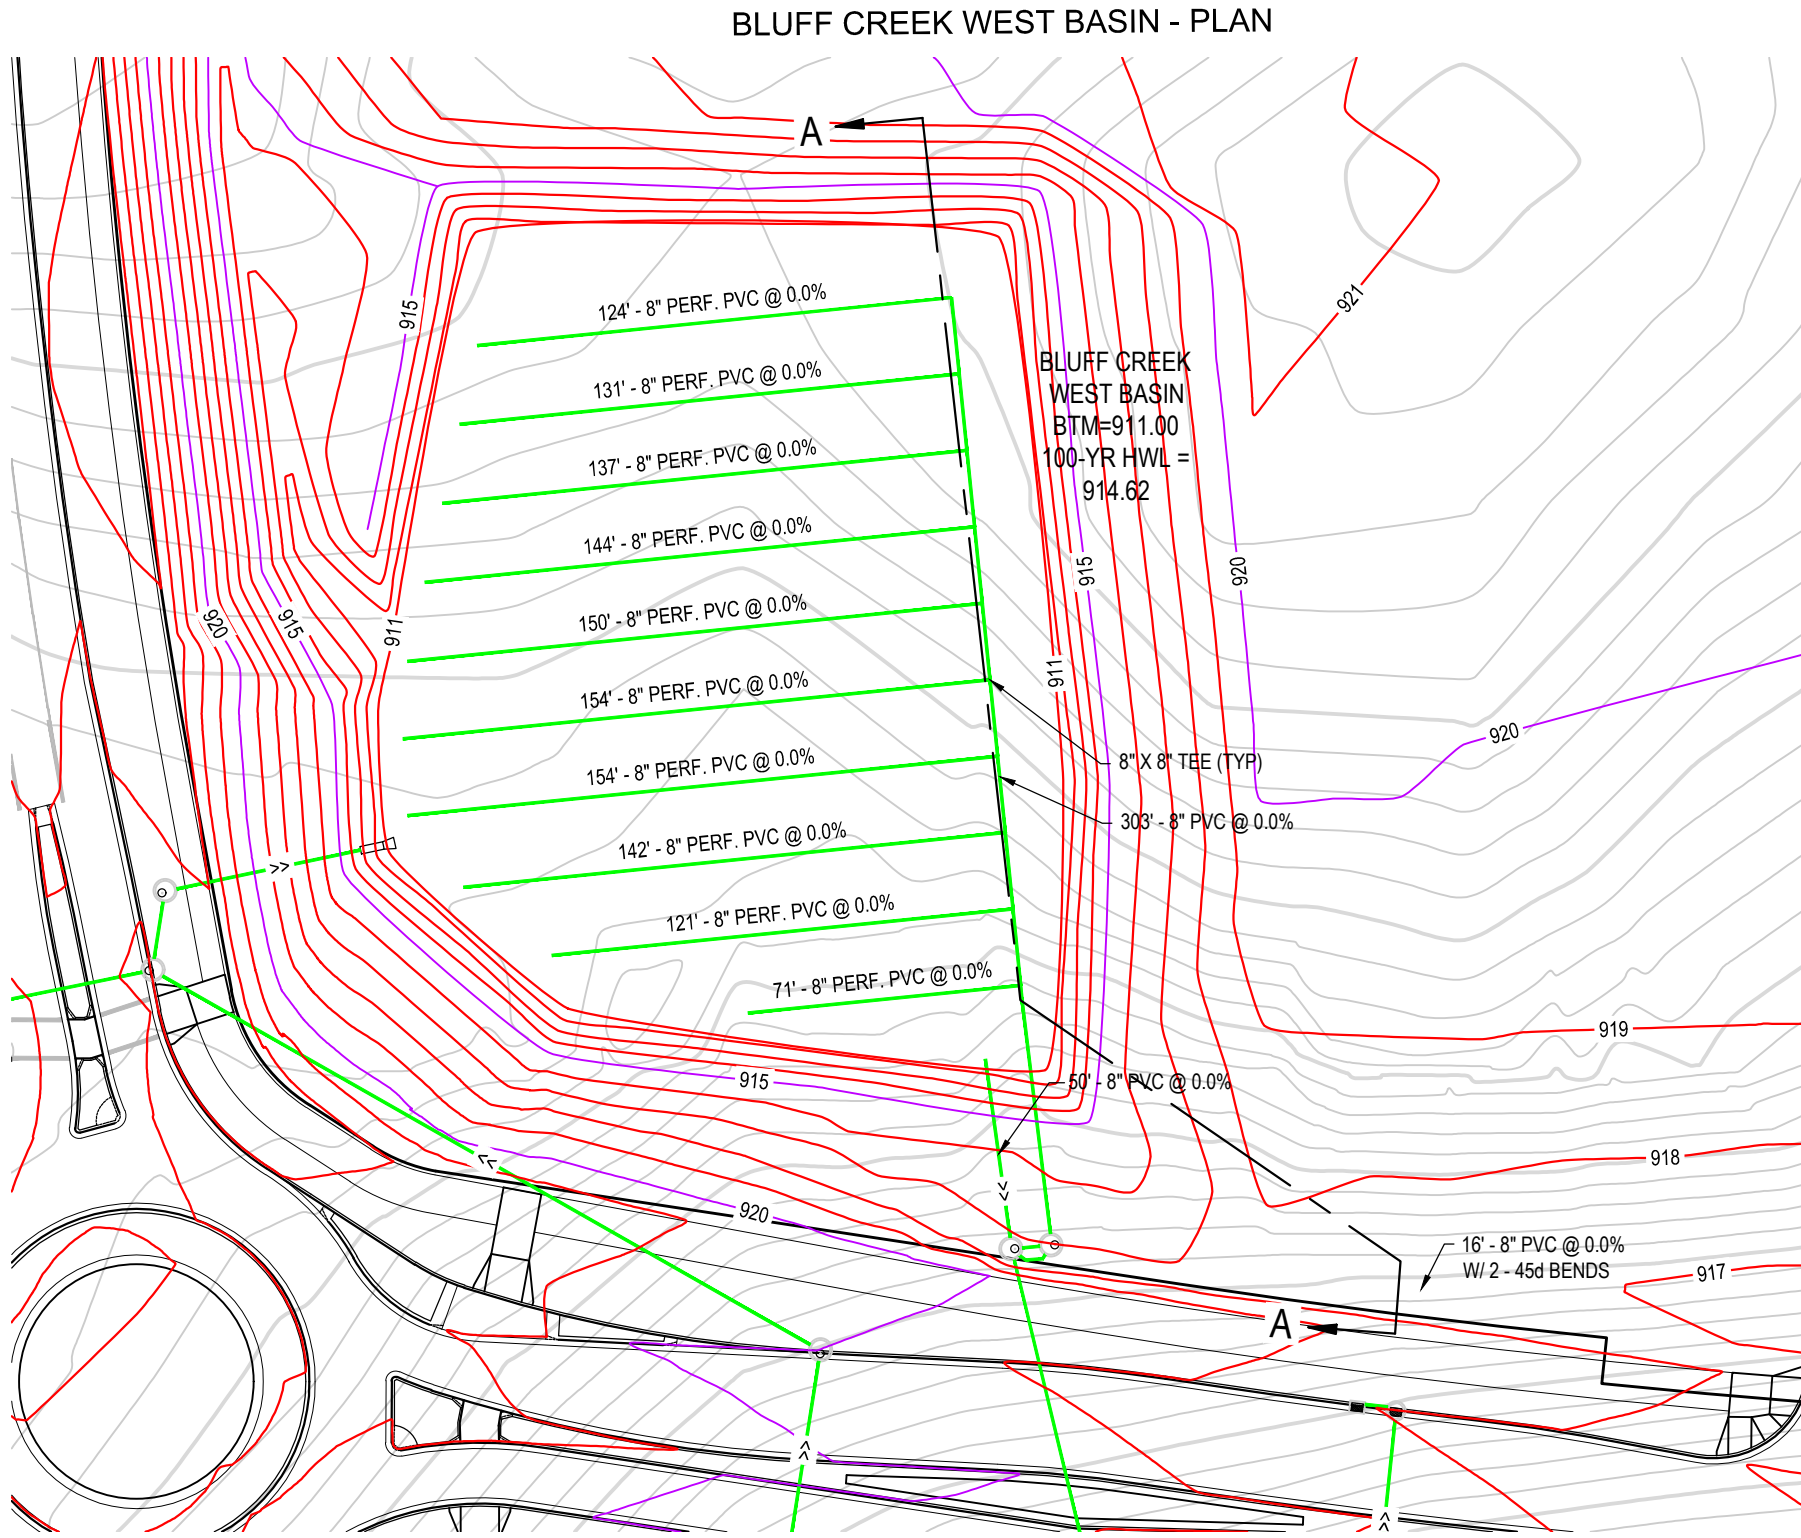 BLUFF CREEK WEST BASIN - PLAN
A
915
124' - 8" PERF. PVC @ 0.0%
921
131' - 8" PERF. PVC @ 0.0%
BLUFF CREEK
WEST BASIN
BTM=911.00
100-YR HWL =
914.62
137' - 8" PERF. PVC @ 0.0%
144' - 8" PERF. PVC @ 0.0%
915
920
150' - 8" PERF. PVC @ 0.0%
920
915
911
911
154' - 8" PERF. PVC @ 0.0%
920
8" X 8" TEE (TYP)
154' - 8" PERF. PVC @ 0.0%
303' - 8" PVC @ 0.0%
142' - 8" PERF. PVC @ 0.0%
>>
121' - 8" PERF. PVC @ 0.0%
71' - 8" PERF. PVC @ 0.0%
919
915
50' - 8" PVC @ 0.0%
918
>>
>>
920
16' - 8" PVC @ 0.0%
W/ 2 - 45d BENDS
917
A
>>
>>